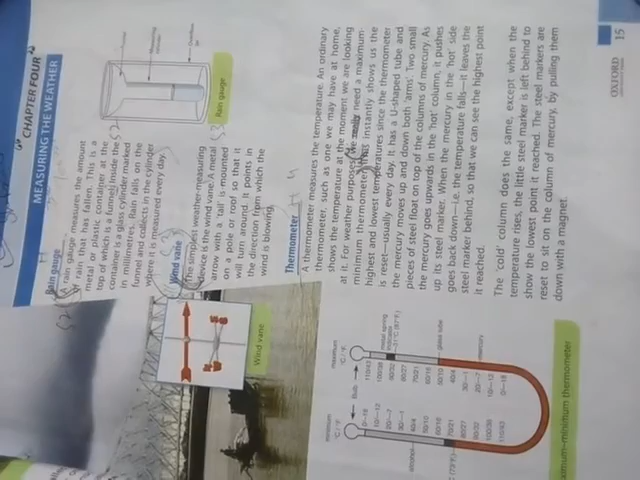 CHAPTER FOUR
MEASURING THE WEATHER
Rain gauge
A rain gauge measures the amount
of rain that has fallen. This is a
metal or plastic container at the
top of which is a funnel. Inside the
container is a glass cylinder marked
in millimetres. Rain falls on the
funnel and collects in the cylinder
where it is measured every day.
Rain gauge
Wind vane
The simplest weather-measuring
device is the wind vane. A metal
arrow with a 'tail' is mounted
on a pole or roof so that it
will turn around. It points in
the direction from which the
wind is blowing.
Wind vane
Thermometer
A thermometer measures the temperature. An ordinary
thermometer, such as one we may have at home,
shows the temperature at the moment we are looking
at it. For weather purposes, we need a maximum-
minimum thermometer that instantly shows us the
highest and lowest temperatures since the thermometer
is reset—usually every day. It has a U-shaped tube and
the mercury moves up and down both 'arms'. Two small
pieces of steel float on top of the columns of mercury. As
the mercury goes upwards in the 'hot' column, it pushes
up its steel marker. When the mercury in the 'hot' side
goes back down—i.e. the temperature falls—it leaves the
steel marker behind, so that we can see the highest point
it reached.
The 'cold' column does the same, except when the
temperature rises, the little steel marker is left behind to
show the lowest point it reached. The steel markers are
reset to sit on the column of mercury, by pulling them
down with a magnet.
minimum
°C / °F
maximum
°C / °F
Bulb
metal spring
indicates
31°C (87°F)
glass tube
mercury
alcohol
maximum–minimum thermometer
OXFORD
15